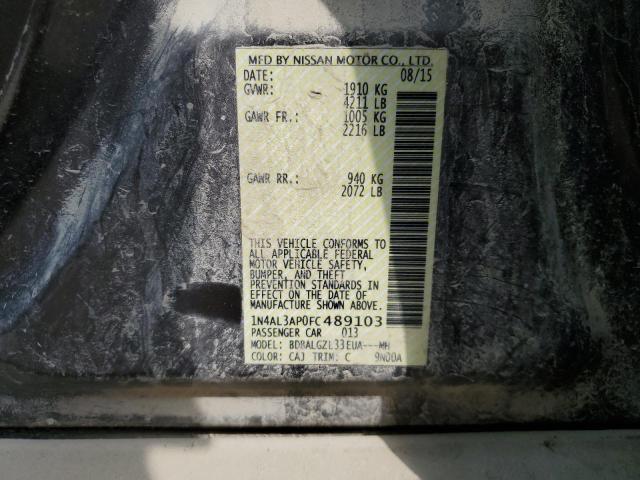 MFD BY NISSAN MOTOR CO., LTD.
DATE: 08/15
GVWR: 1910 KG
4211 LB
GAWR FR.: 1005 KG
2216 LB
GAWR RR.: 940 KG
2072 LB
THIS VEHICLE CONFORMS TO
ALL APPLICABLE FEDERAL
MOTOR VEHICLE SAFETY,
BUMPER, AND THEFT
PREVENTION STANDARDS IN
EFFECT ON THE DATE OF
MANUFACTURE SHOWN ABOVE.
1N4AL3AP0FC489103
PASSENGER CAR 013
MODEL: BDBALGZL33EUA---MH
COLOR: CAJ TRIM: C 9N00A